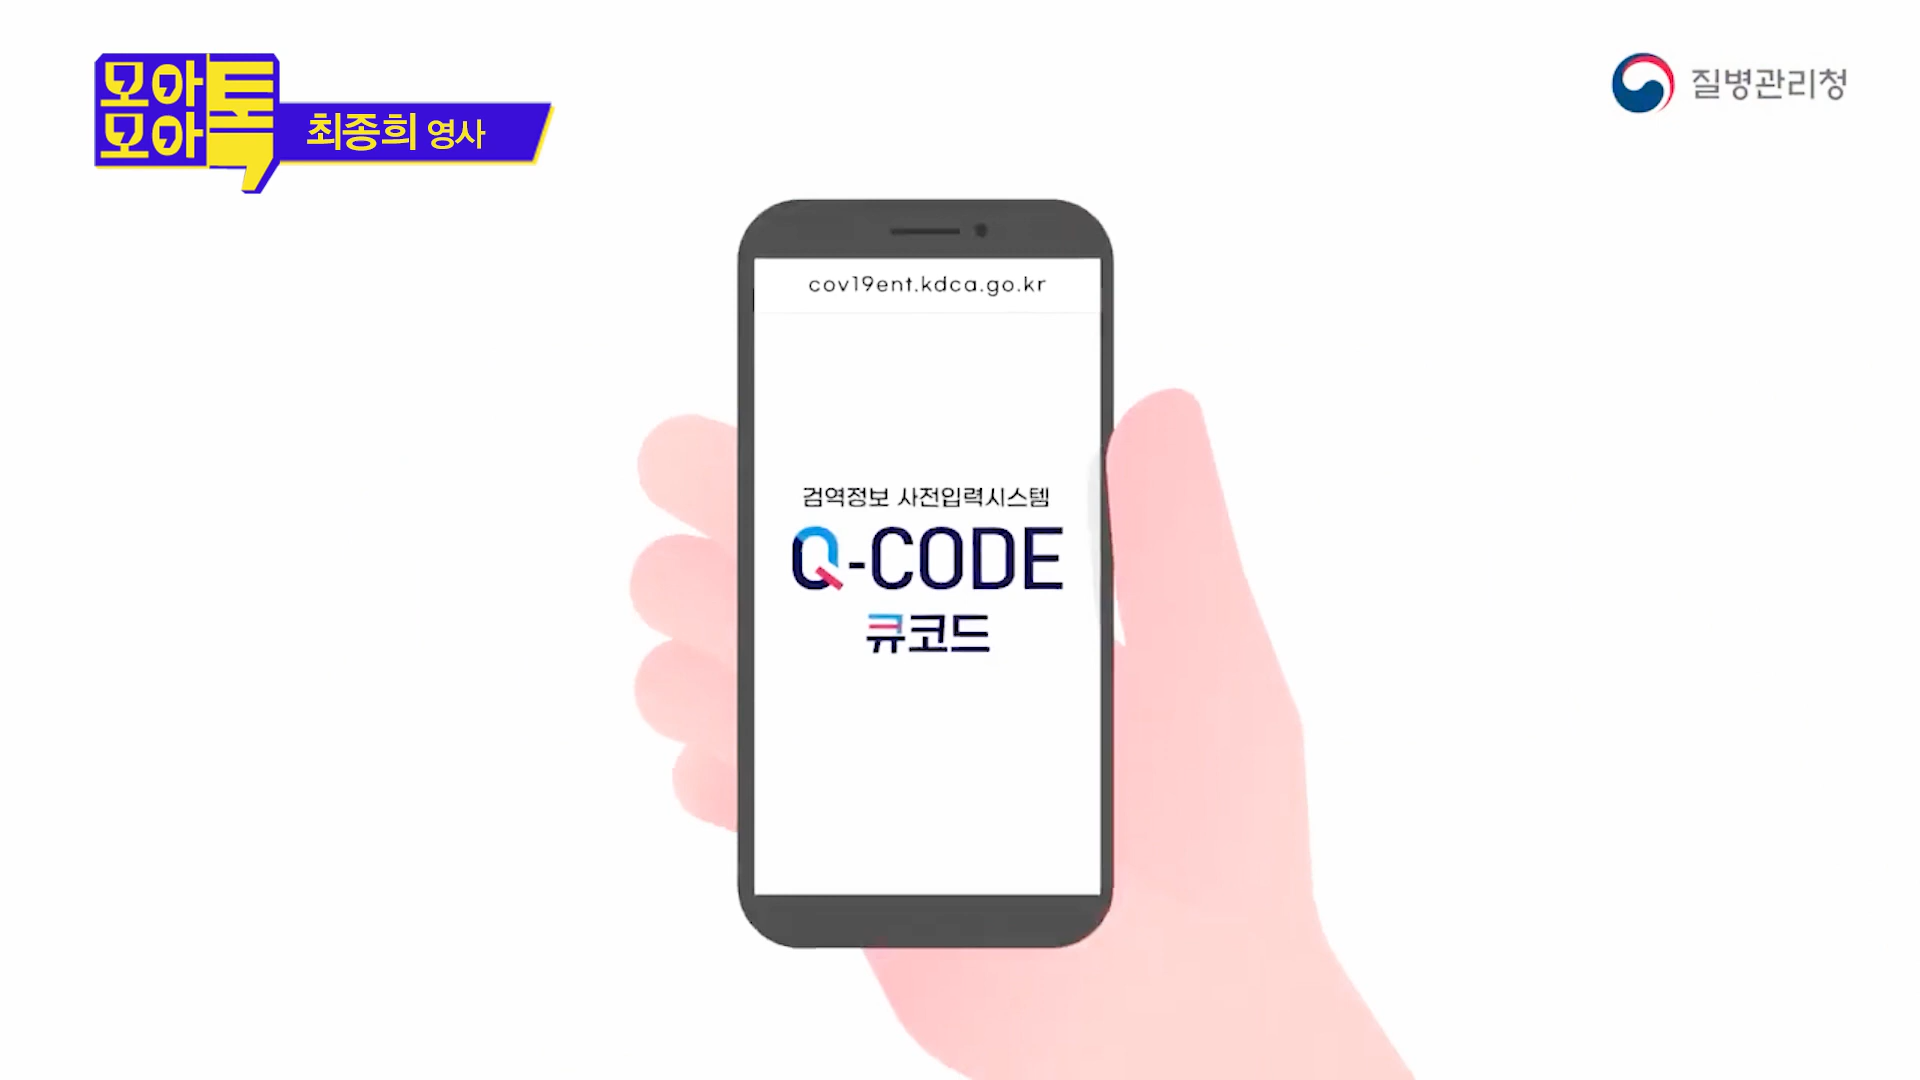 모아
모아
톡
최종희 영사
질병관리청
cov19ent.kdca.go.kr
검역정보 사전입력시스템
Q-CODE
큐코드